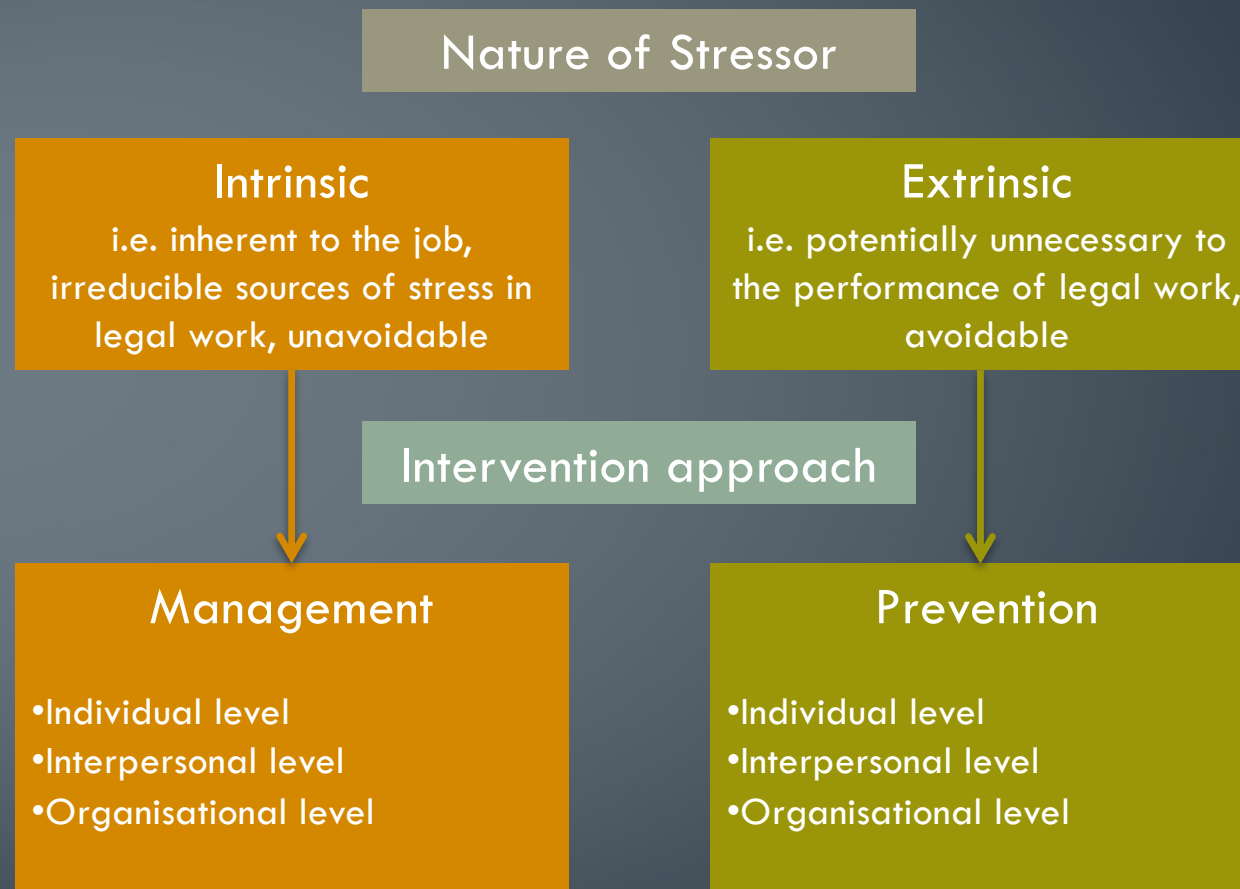 Nature of Stressor
Intrinsic
i.e. inherent to the job,
irreducible sources of stress in
legal work, unavoidable
Extrinsic
i.e. potentially unnecessary to
the performance of legal work,
avoidable
Intervention approach
Management
•Individual level
•Interpersonal level
•Organisational level
Prevention
•Individual level
•Interpersonal level
•Organisational level